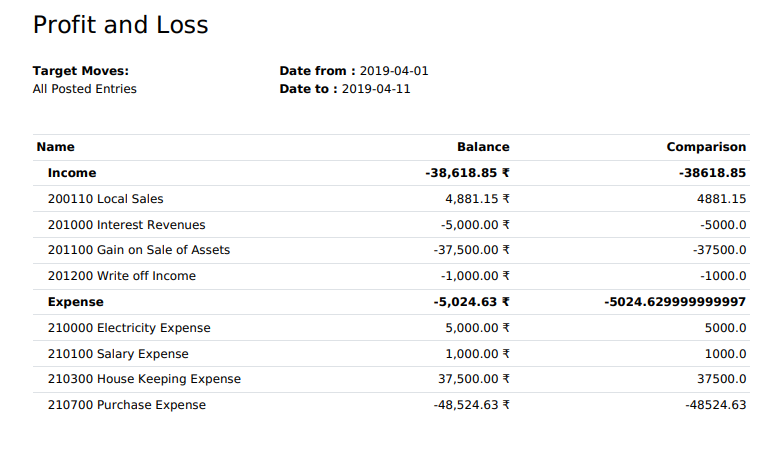 Profit and Loss
Target Moves: Date from : 2019-04-01
All Posted Entries Date to : 2019-04-11
Name Balance Comparison
Income -38,618.85 ₹ -38618.85
200110 Local Sales 4,881.15 ₹ 4881.15
201000 Interest Revenues -5,000.00 ₹ -5000.0
201100 Gain on Sale of Assets -37,500.00 ₹ -37500.0
201200 Write off Income -1,000.00 ₹ -1000.0
Expense -5,024.63 ₹ -5024.629999999997
210000 Electricity Expense 5,000.00 ₹ 5000.0
210100 Salary Expense 1,000.00 ₹ 1000.0
210300 House Keeping Expense 37,500.00 ₹ 37500.0
210700 Purchase Expense -48,524.63 ₹ -48524.63